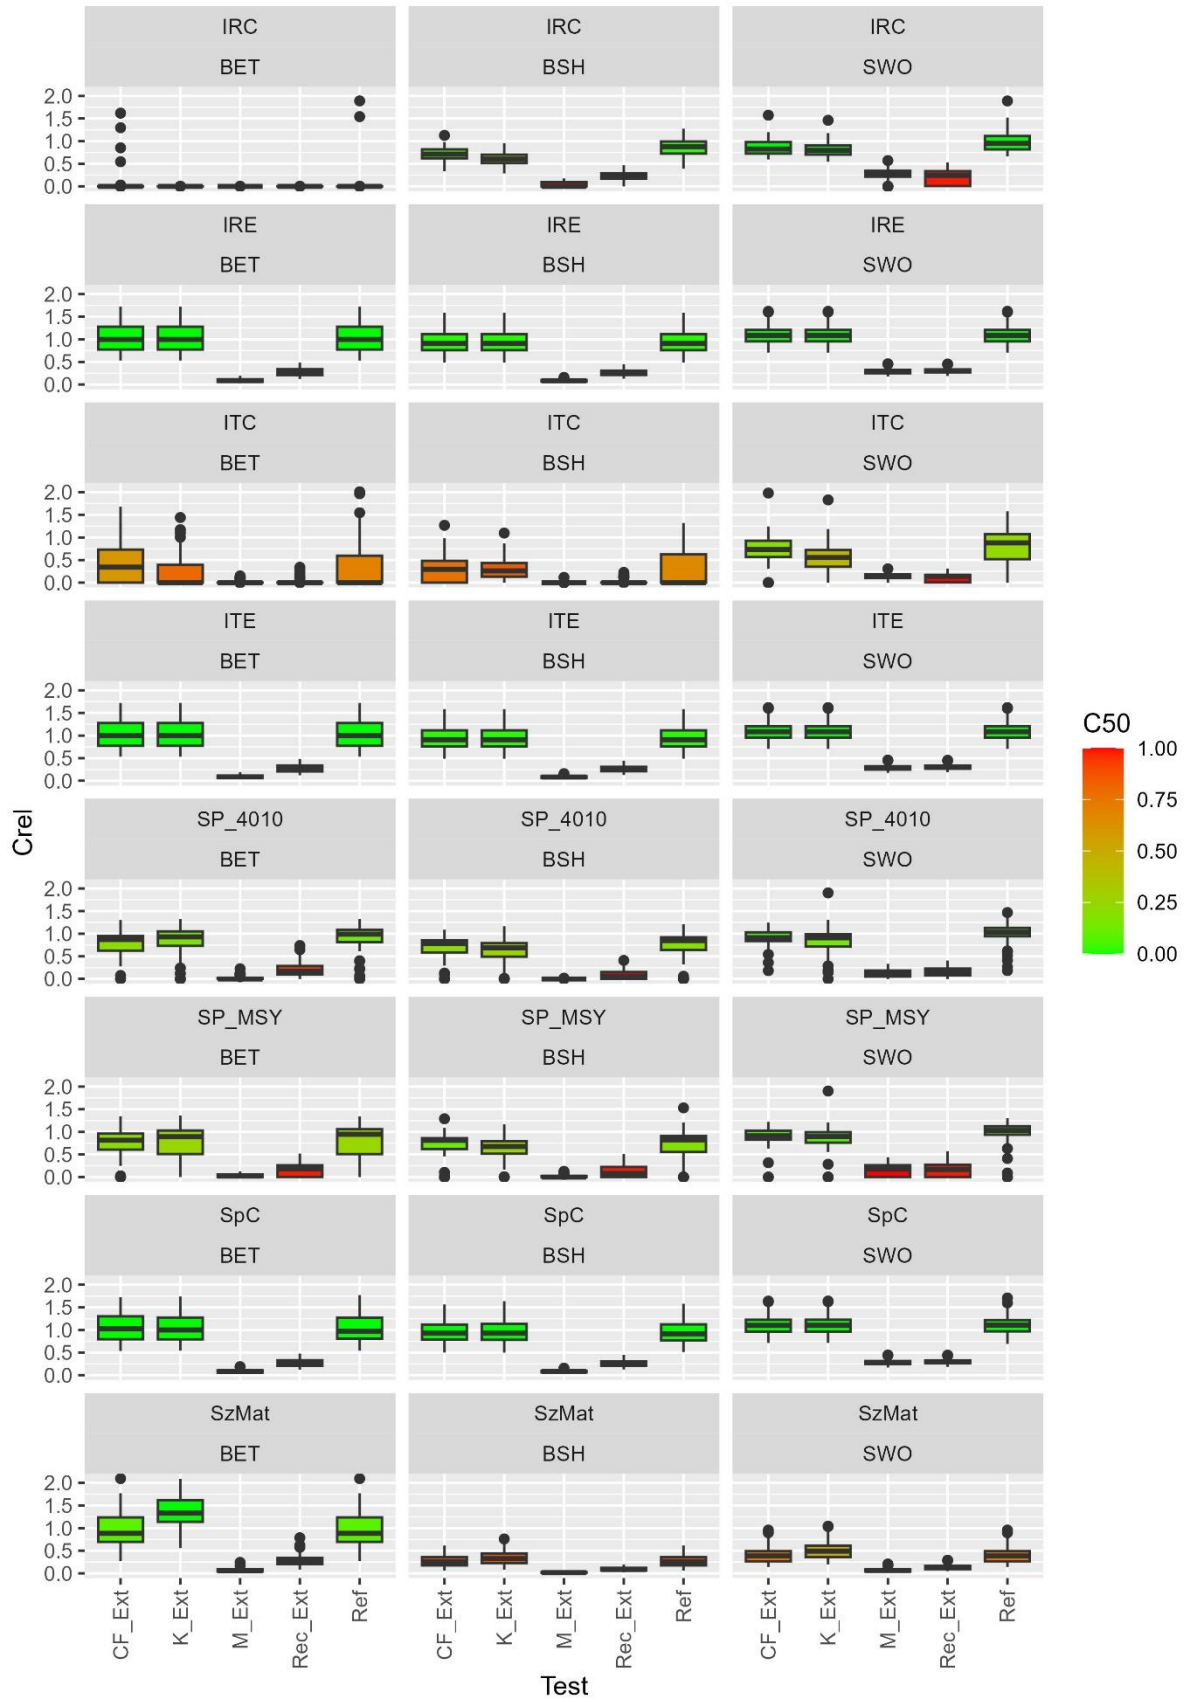 IRC IRC IRC
BET BSH SWO
2.0
1.5
1.0
0.5
0.0
IRE IRE IRE
BET BSH SWO
2.0
1.5
1.0
0.5
0.0
ITC ITC ITC
BET BSH SWO
2.0
1.5
1.0
0.5
0.0
ITE ITE ITE
BET BSH SWO
2.0
1.5
1.0
0.5
0.0
SP_4010 SP_4010 SP_4010
BET BSH SWO
2.0
1.5
1.0
0.5
0.0
SP_MSY SP_MSY SP_MSY
BET BSH SWO
2.0
1.5
1.0
0.5
0.0
SpC SpC SpC
BET BSH SWO
2.0
1.5
1.0
0.5
0.0
SzMat SzMat SzMat
BET BSH SWO
2.0
1.5
1.0
0.5
0.0
Crel
CF_Ext K_Ext M_Ext Rec_Ext Ref CF_Ext K_Ext M_Ext Rec_Ext Ref CF_Ext K_Ext M_Ext Rec_Ext Ref
Test
C50
1.00
0.75
0.50
0.25
0.00